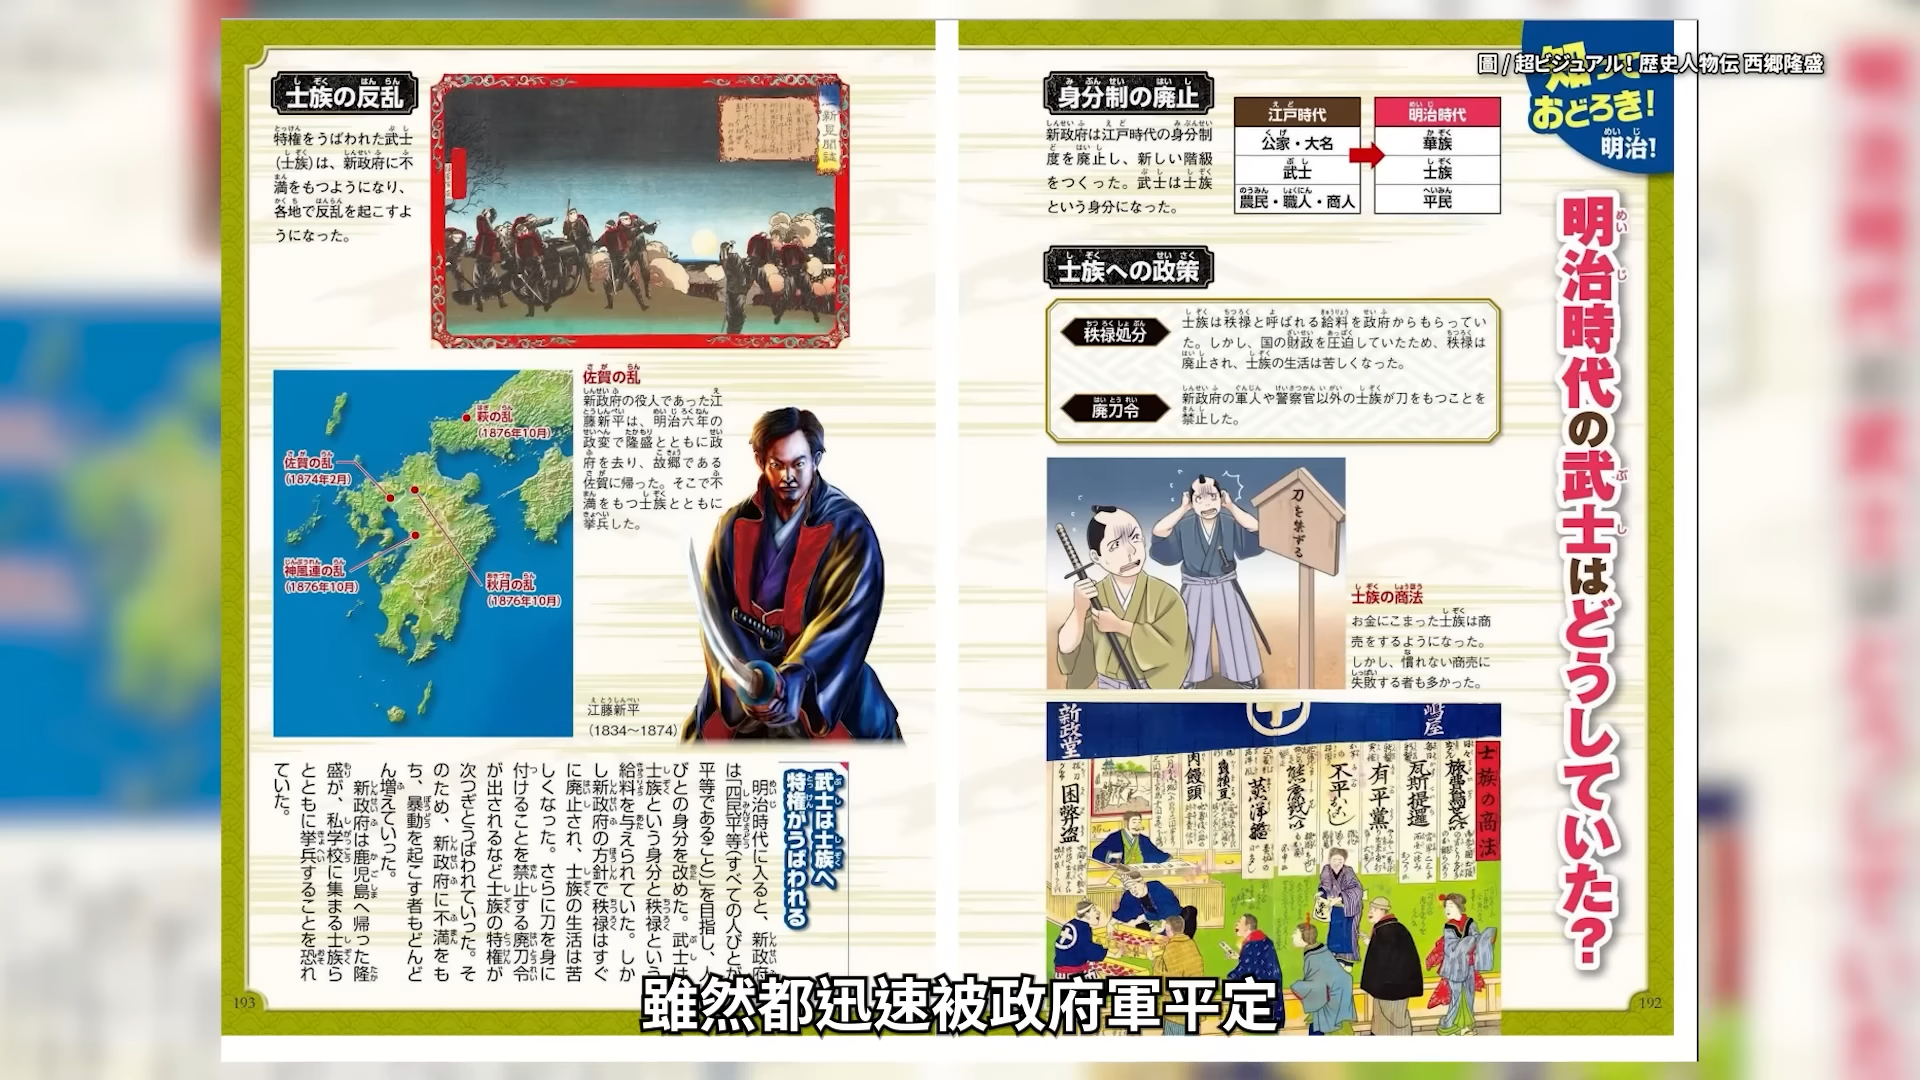 圖 / 超ビジュアル！歴史人物伝 西郷隆盛
知っておどろき！
明治！
明治時代の武士はどうしていた？
身分制の廃止
新政府は江戸時代の身分制
度を廃止し、新しい階級
をつくった。武士は士族
という身分になった。
江戸時代
公家・大名
武士
農民・職人・商人
明治時代
華族
士族
平民
士族への政策
秩禄処分
士族は秩禄と呼ばれる給料を政府からもらってい
た。しかし、国の財政を圧迫していたため、秩禄は
廃止され、士族の生活は苦しくなった。
廃刀令
新政府の軍人や警察官以外の士族が刀をもつことを
禁止した。
刀を禁ずる
士族の商法
お金にこまった士族は商
売をするようになった。
しかし、慣れない商売に
失敗する者も多かった。
新政堂
嶋屋
士族の商法
瓦斯提邏
有平黨
不平おこし
肉饅頭
困弊盗
192
士族の反乱
特権をうばわれた武士
（士族）は、新政府に不
満をもつようになり、
各地で反乱を起こすよ
うになった。
萩の乱
（1876年10月）
佐賀の乱
（1874年2月）
神風連の乱
（1876年10月）
秋月の乱
（1876年10月）
佐賀の乱
新政府の役人であった江
藤新平は、明治六年の
政変で隆盛とともに政
府を去り、故郷である
佐賀に帰った。そこで不
満をもつ士族とともに
挙兵した。
江藤新平
（1834～1874）
武士は士族へ
特権がうばわれる
明治時代に入ると、新政府
は「四民平等（すべての人びとが
平等であること）」を目指し、人
びとの身分を改めた。武士は
士族という身分と秩禄という
給料を与えられていた。しか
し新政府の方針で秩禄はすぐ
に廃止され、士族の生活は苦
しくなった。さらに刀を身に
付けることを禁止する廃刀令
が出されるなど士族の特権が
次つぎとうばわれていった。そ
のため、新政府に不満をも
ち、暴動を起こす者もどんど
ん増えていった。
新政府は鹿児島へ帰った隆
盛が、私学校に集まる士族ら
とともに挙兵することを恐れ
ていた。
193
雖然都迅速被政府軍平定